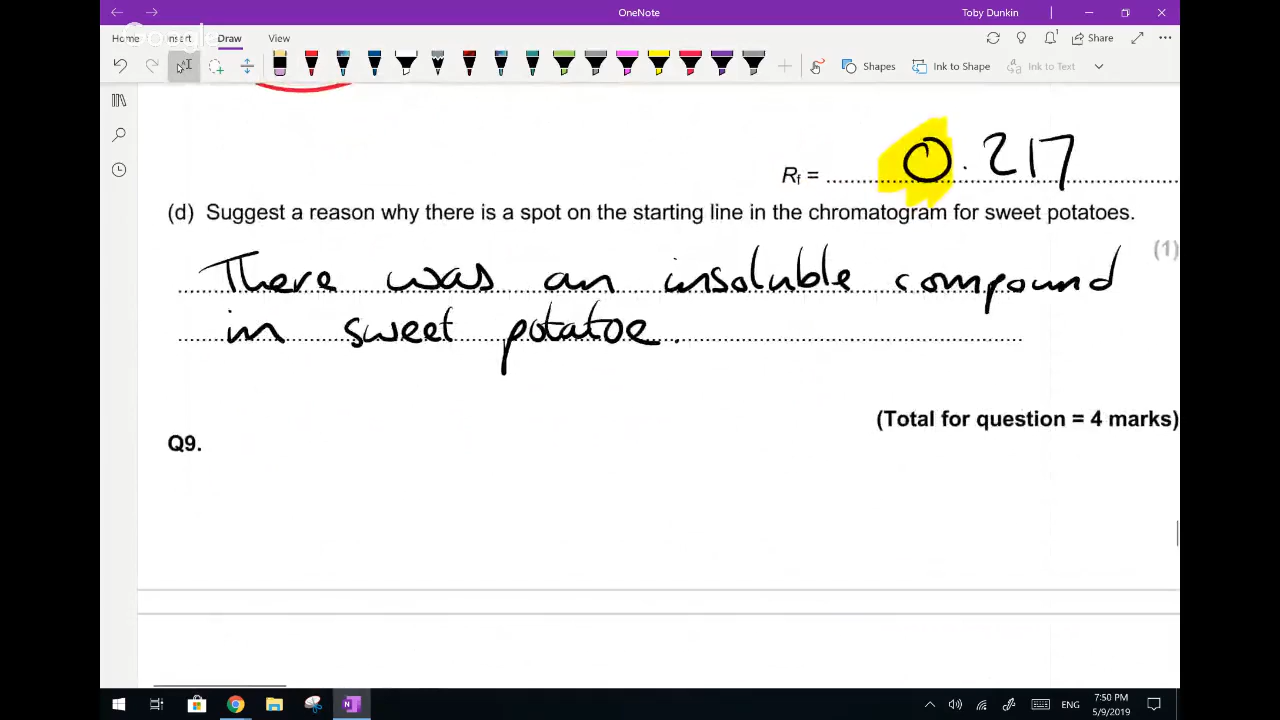 OneNote
Toby Dunkin
Google
Home Insert Draw View
Share
Shapes Ink to Shape Ink to Text
Rf = 0.217
(d) Suggest a reason why there is a spot on the starting line in the chromatogram for sweet potatoes.
(1)
There was an insoluble compound
in sweet potatoe.
(Total for question = 4 marks)
Q9.
ENG
7:50 PM
5/9/2019